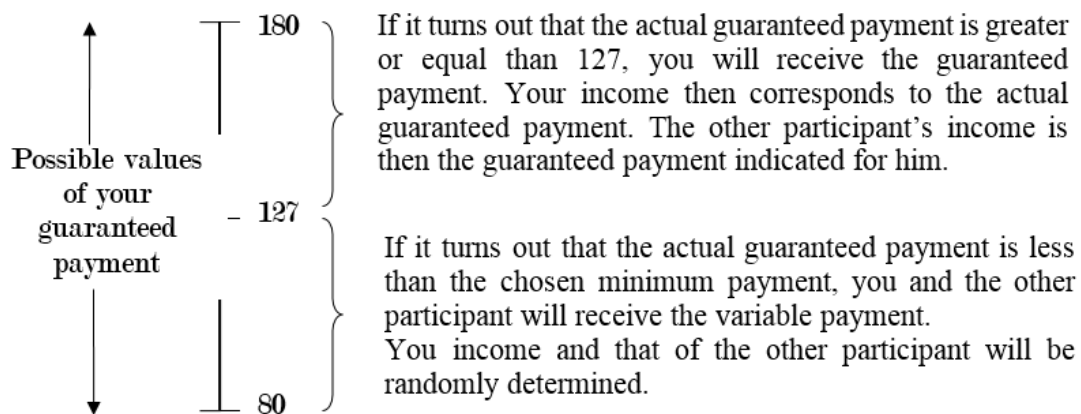 180
If it turns out that the actual guaranteed payment is greater
or equal than 127, you will receive the guaranteed
payment. Your income then corresponds to the actual
guaranteed payment. The other participant’s income is
then the guaranteed payment indicated for him.
Possible values
of your
guaranteed
payment
127
If it turns out that the actual guaranteed payment is less
than the chosen minimum payment, you and the other
participant will receive the variable payment.
You income and that of the other participant will be
randomly determined.
80